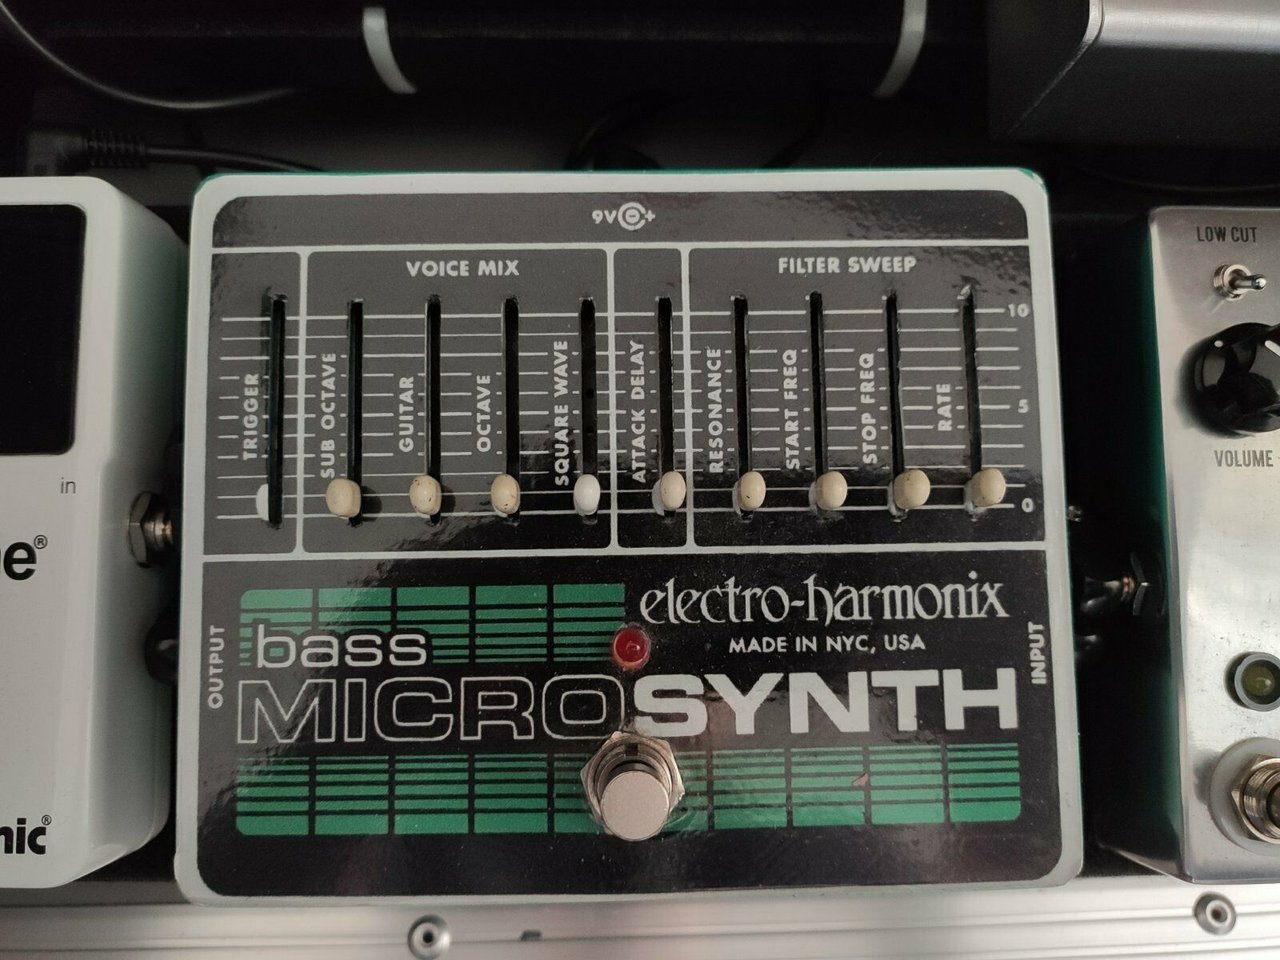 9V +
VOICE MIX
FILTER SWEEP
TRIGGER
SUB OCTAVE
GUITAR
OCTAVE
SQUARE WAVE
ATTACK DELAY
RESONANCE
START FREQ
STOP FREQ
RATE
10
5
0
electro-harmonix
MADE IN NYC, USA
bass
MICROSYNTH
OUTPUT
INPUT
in
e®
nic®
LOW CUT
VOLUME